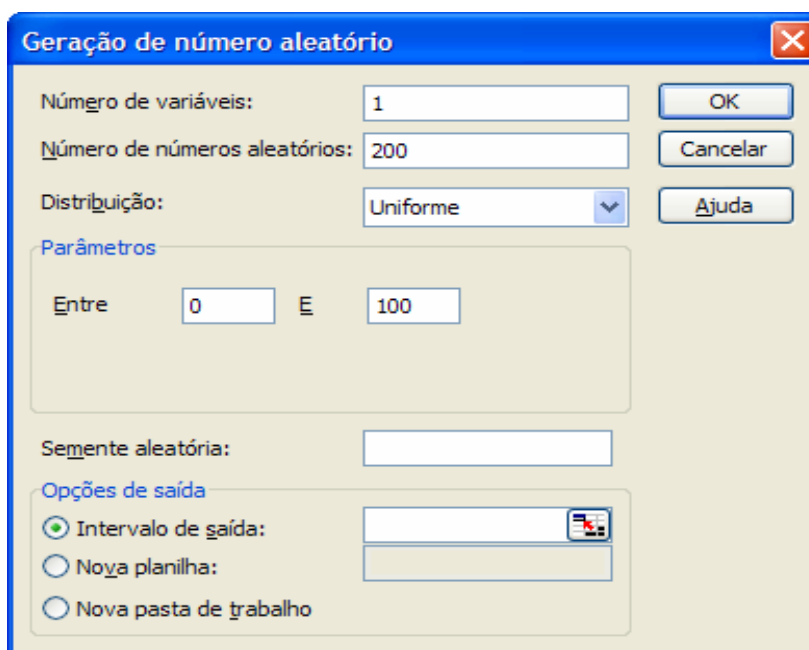 Geração de número aleatório
Número de variáveis: 1 OK
Número de números aleatórios: 200 Cancelar
Distribuição: Uniforme Ajuda
Parâmetros
Entre 0 E 100
Semente aleatória:
Opções de saída
Intervalo de saída:
Nova planilha:
Nova pasta de trabalho